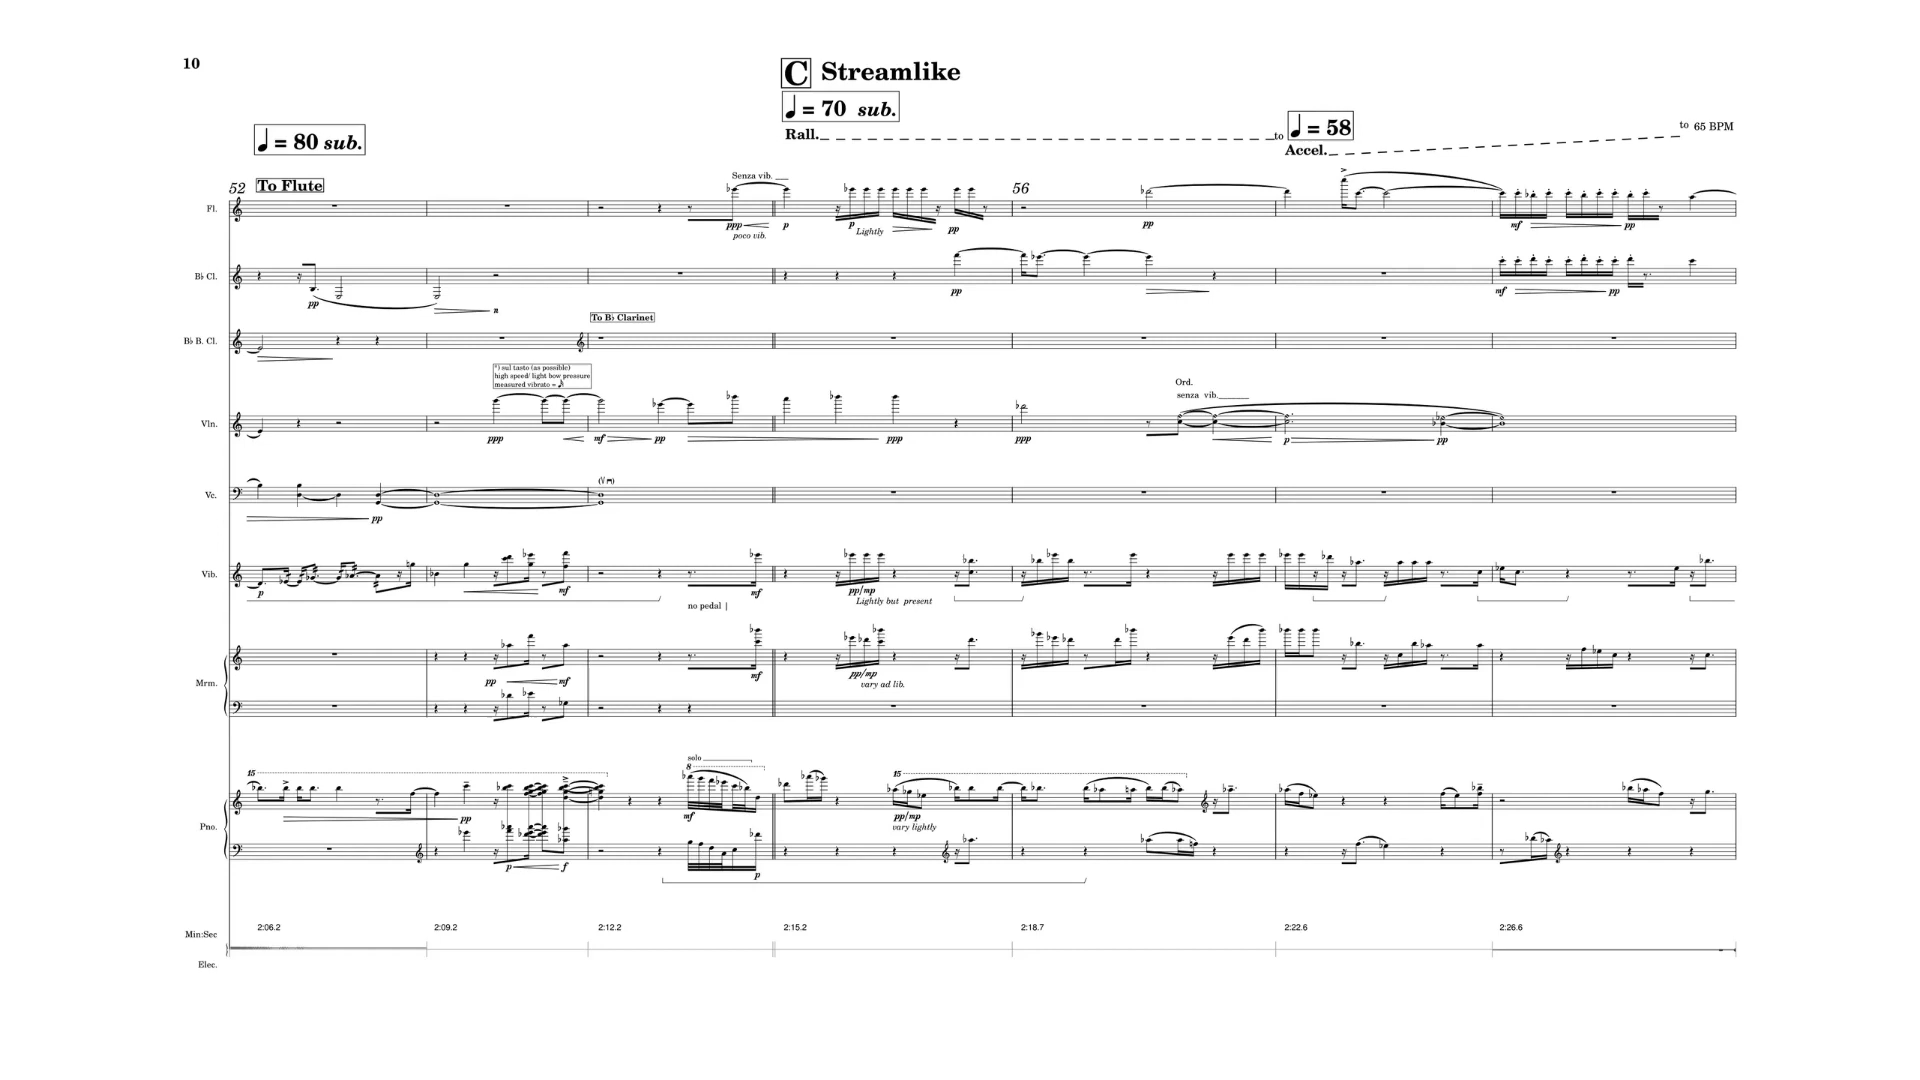 10
C Streamlike
= 70 sub.
Rall. to
= 58
Accel. to 65 BPM
= 80 sub.
52
To Flute
Senza vib.
56
Fl.
ppp p p pp pp mf pp
poco vib. Lightly
B♭ Cl.
pp n pp mf pp
To B♭ Clarinet
B♭ B. Cl.
*) sul tasto (as possible)
high speed/ light bow pressure
measured vibrato =
Ord.
senza vib.
Vln.
ppp mf pp ppp ppp p pp
Vc.
pp
Vib.
p mf mf pp/mp
no pedal | Lightly but present
Mrm.
pp mf mf pp/mp
vary ad lib.
15 solo
8 15
Pno.
pp mf pp/mp
vary lightly
p f p
Min:Sec 2:06.2 2:09.2 2:12.2 2:15.2 2:18.7 2:22.6 2:26.6
Elec.